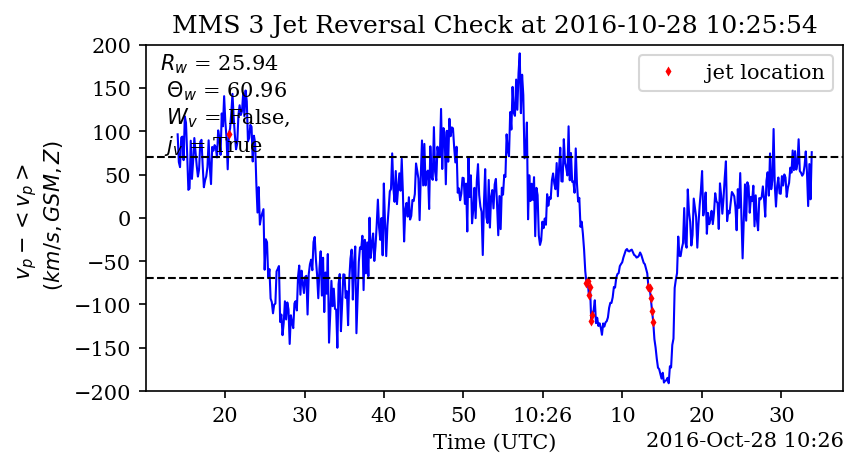 MMS 3 Jet Reversal Check at 2016-10-28 10:25:54
R_w = 25.94
Θ_w = 60.96
W_v = False,
j_v = True
jet location
v_p − < v_p >
(km/s, GSM, Z)
200
150
100
50
0
−50
−100
−150
−200
20 30 40 50 10:26 10 20 30
Time (UTC)
2016-Oct-28 10:26